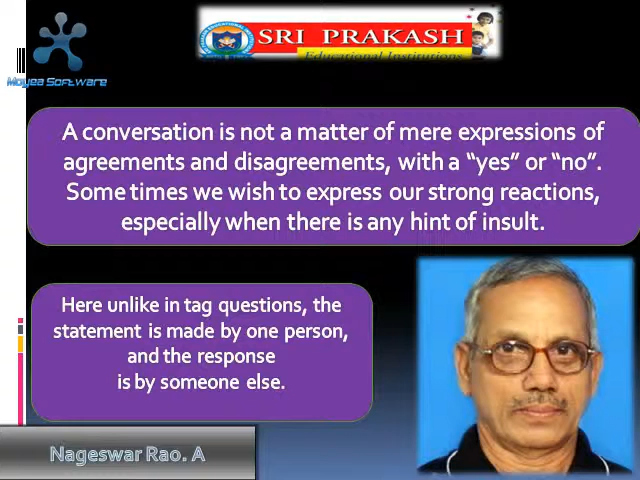 SRI PRAKASH
Educational Institutions
Moyea Software
A conversation is not a matter of mere expressions of
agreements and disagreements, with a “yes” or “no”.
Some times we wish to express our strong reactions,
especially when there is any hint of insult.
Here unlike in tag questions, the
statement is made by one person,
and the response
is by someone else.
Nageswar Rao. A